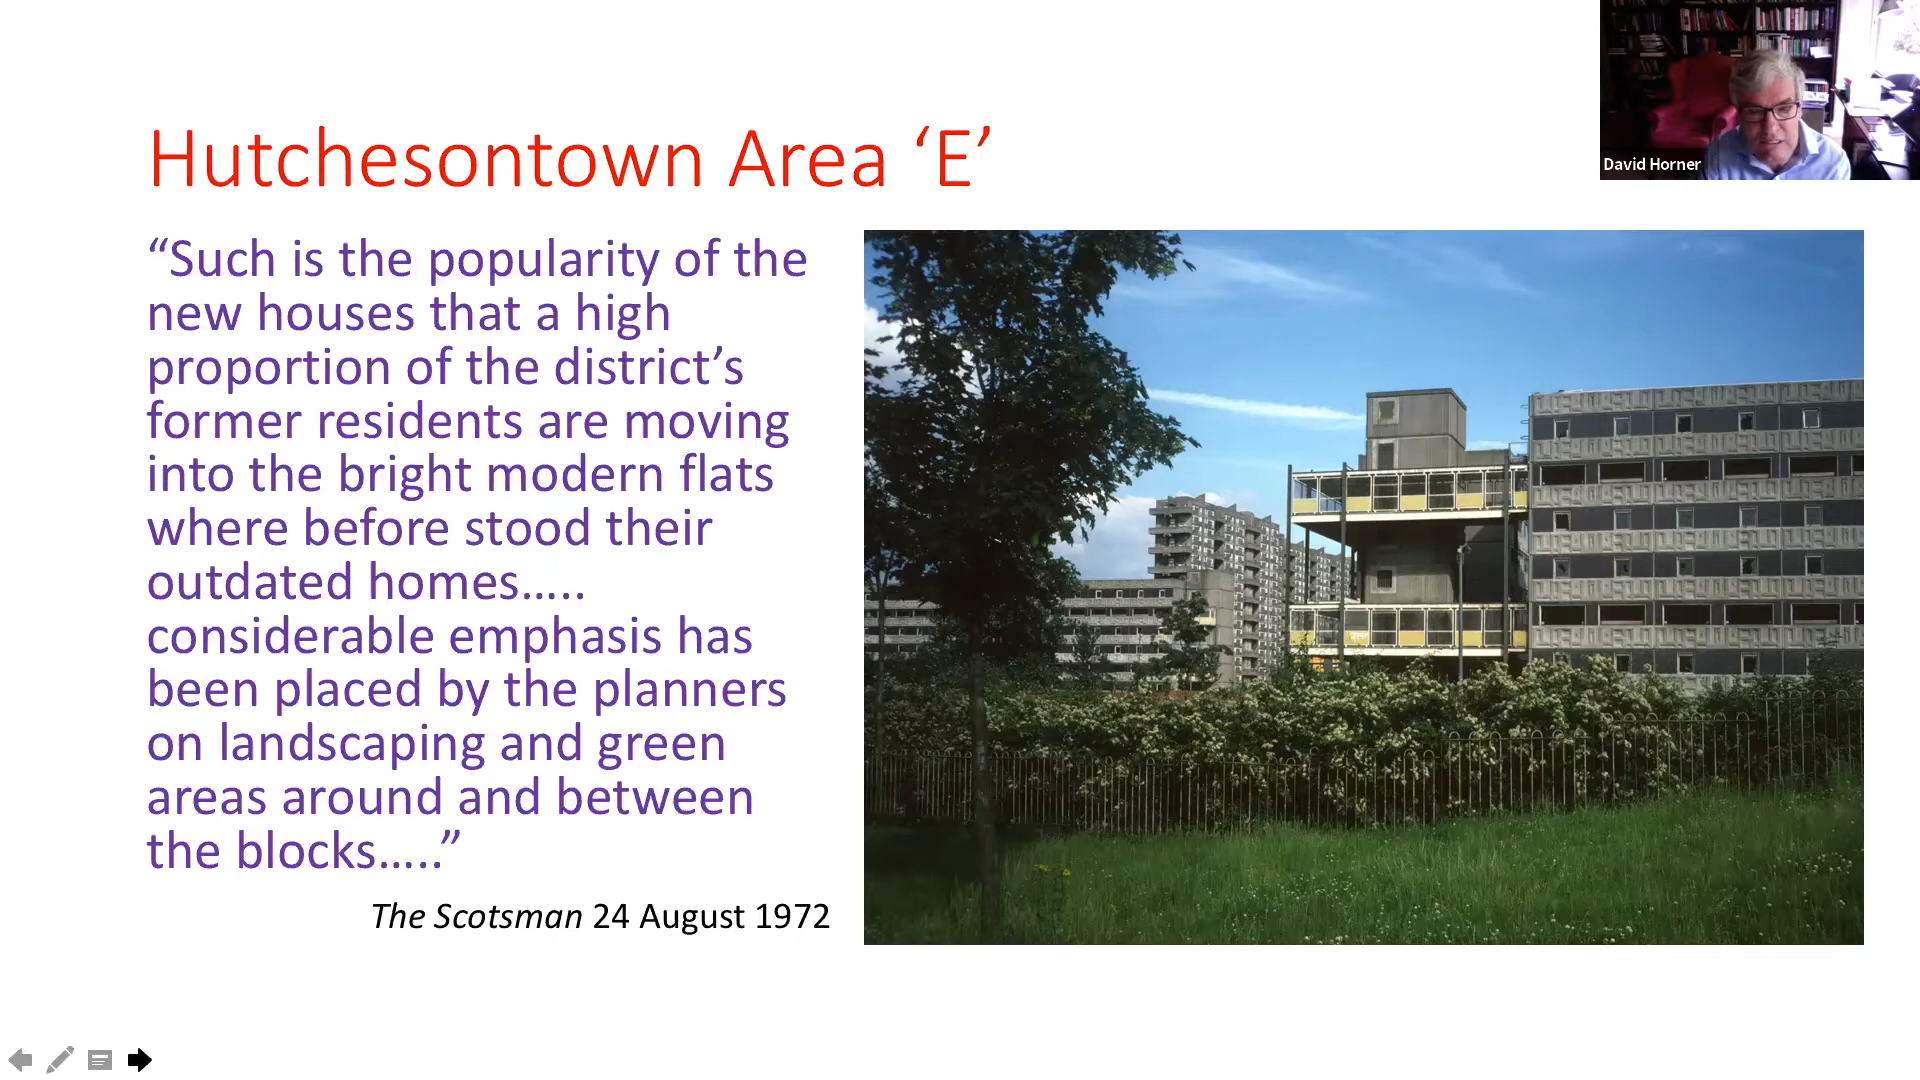 David Horner
Hutchesontown Area ‘E’
“Such is the popularity of the
new houses that a high
proportion of the district’s
former residents are moving
into the bright modern flats
where before stood their
outdated homes…..
considerable emphasis has
been placed by the planners
on landscaping and green
areas around and between
the blocks…..”
The Scotsman 24 August 1972